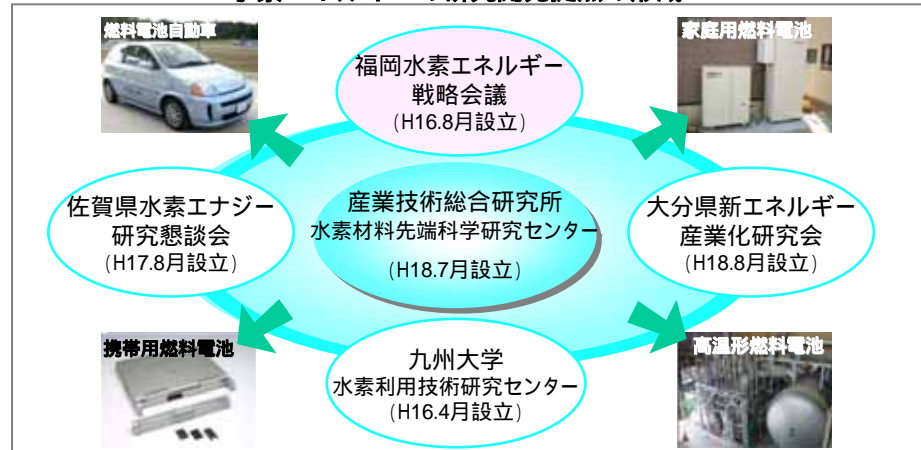 燃料電池自動車
家庭用燃料電池
福岡水素エネルギー
戦略会議
(H16.8月設立)
佐賀県水素エナジー
研究懇談会
(H17.8月設立)
産業技術総合研究所
水素材料先端科学研究センター
(H18.7月設立)
大分県新エネルギー
産業化研究会
(H18.8月設立)
携帯用燃料電池
九州大学
水素利用技術研究センター
(H16.4月設立)
高温形燃料電池